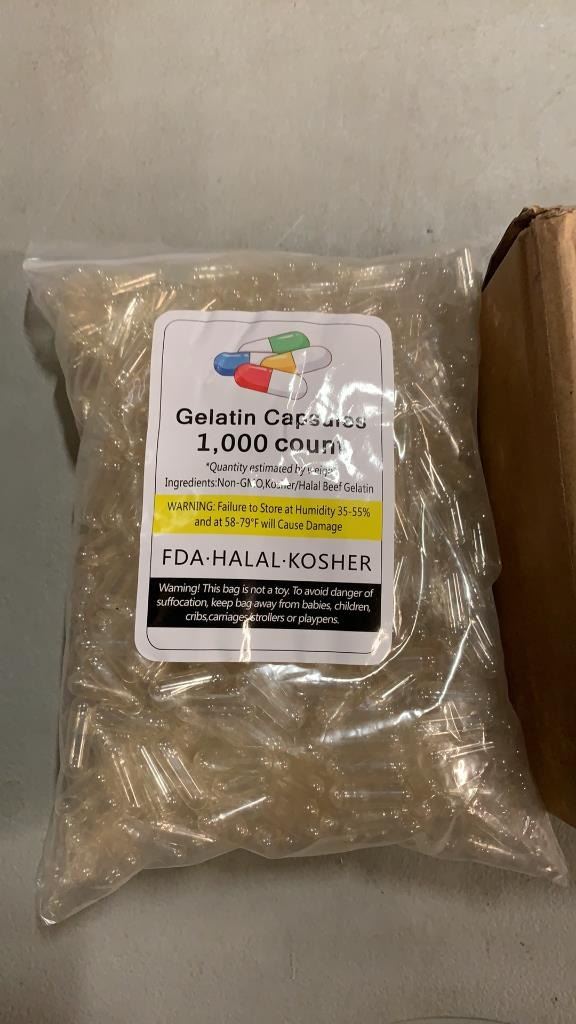 Gelatin Capsules
1,000 count
*Quantity estimated by weight
Ingredients:Non-GMO,Kosher/Halal Beef Gelatin
WARNING: Failure to Store at Humidity 35-55%
and at 58-79°F will Cause Damage
FDA·HALAL·KOSHER
Warning! This bag is not a toy. To avoid danger of
suffocation, keep bag away from babies, children,
cribs,carriages strollers or playpens.